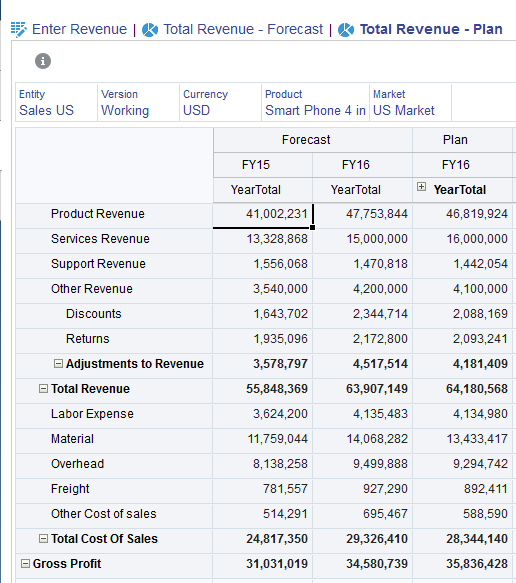 Enter Revenue | Total Revenue - Forecast | Total Revenue - Plan
Entity Version Currency Product Market
Sales US Working USD Smart Phone 4 in US Market
Forecast Plan
FY15 FY16 FY16
YearTotal YearTotal YearTotal
Product Revenue 41,002,231 47,753,844 46,819,924
Services Revenue 13,328,868 15,000,000 16,000,000
Support Revenue 1,556,068 1,470,818 1,442,054
Other Revenue 3,540,000 4,200,000 4,100,000
Discounts 1,643,702 2,344,714 2,088,169
Returns 1,935,096 2,172,800 2,093,241
Adjustments to Revenue 3,578,797 4,517,514 4,181,409
Total Revenue 55,848,369 63,907,149 64,180,568
Labor Expense 3,624,200 4,135,483 4,134,980
Material 11,759,044 14,068,282 13,433,417
Overhead 8,138,258 9,499,888 9,294,742
Freight 781,557 927,290 892,411
Other Cost of sales 514,291 695,467 588,590
Total Cost Of Sales 24,817,350 29,326,410 28,344,140
Gross Profit 31,031,019 34,580,739 35,836,428